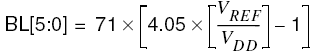 BL[5:0] = 71 × [4.05 × [V_REF / V_DD − 1]]